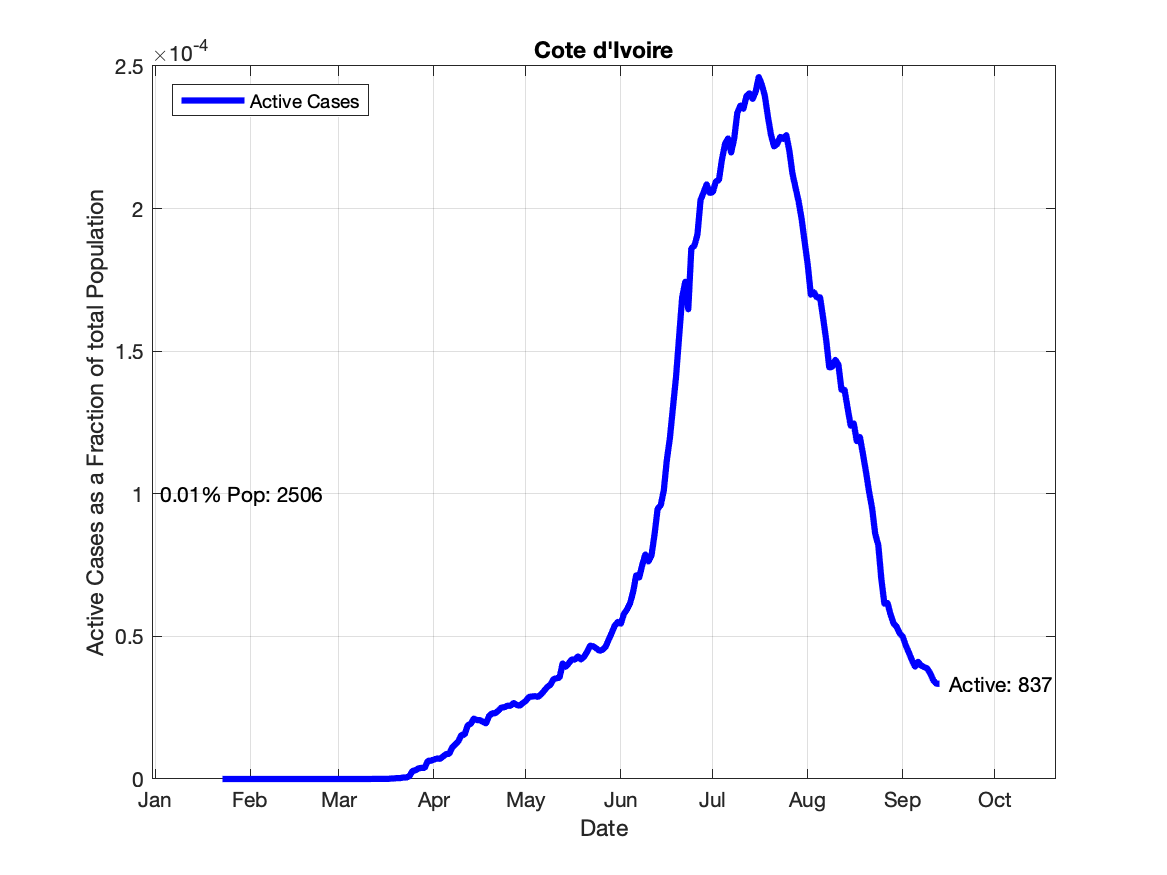 Cote d'Ivoire
×10-4
Active Cases
2.5
2
1.5
1
0.5
0
0.01% Pop: 2506
Active: 837
Jan Feb Mar Apr May Jun Jul Aug Sep Oct
Date
Active Cases as a Fraction of total Population